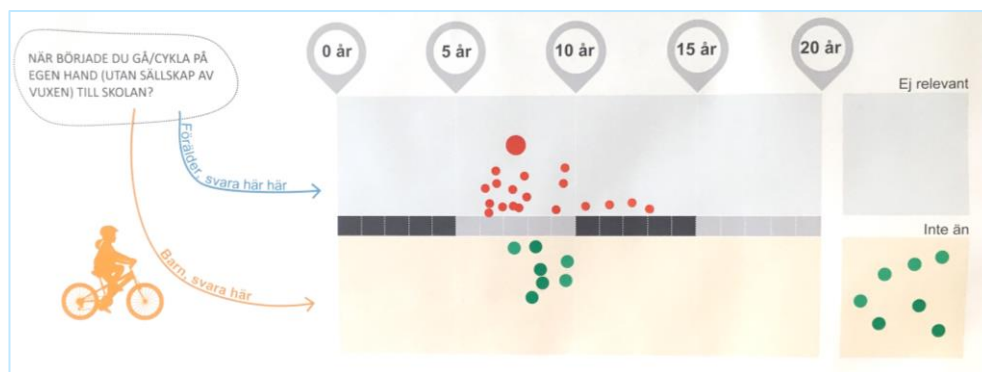 0 år
5 år
10 år
15 år
20 år
NÄR BÖRJADE DU GÅ/CYKLA PÅ
EGEN HAND (UTAN SÄLLSKAP AV
VUXEN) TILL SKOLAN?
Ej relevant
Förälder, svara här här
Inte än
Barn, svara här